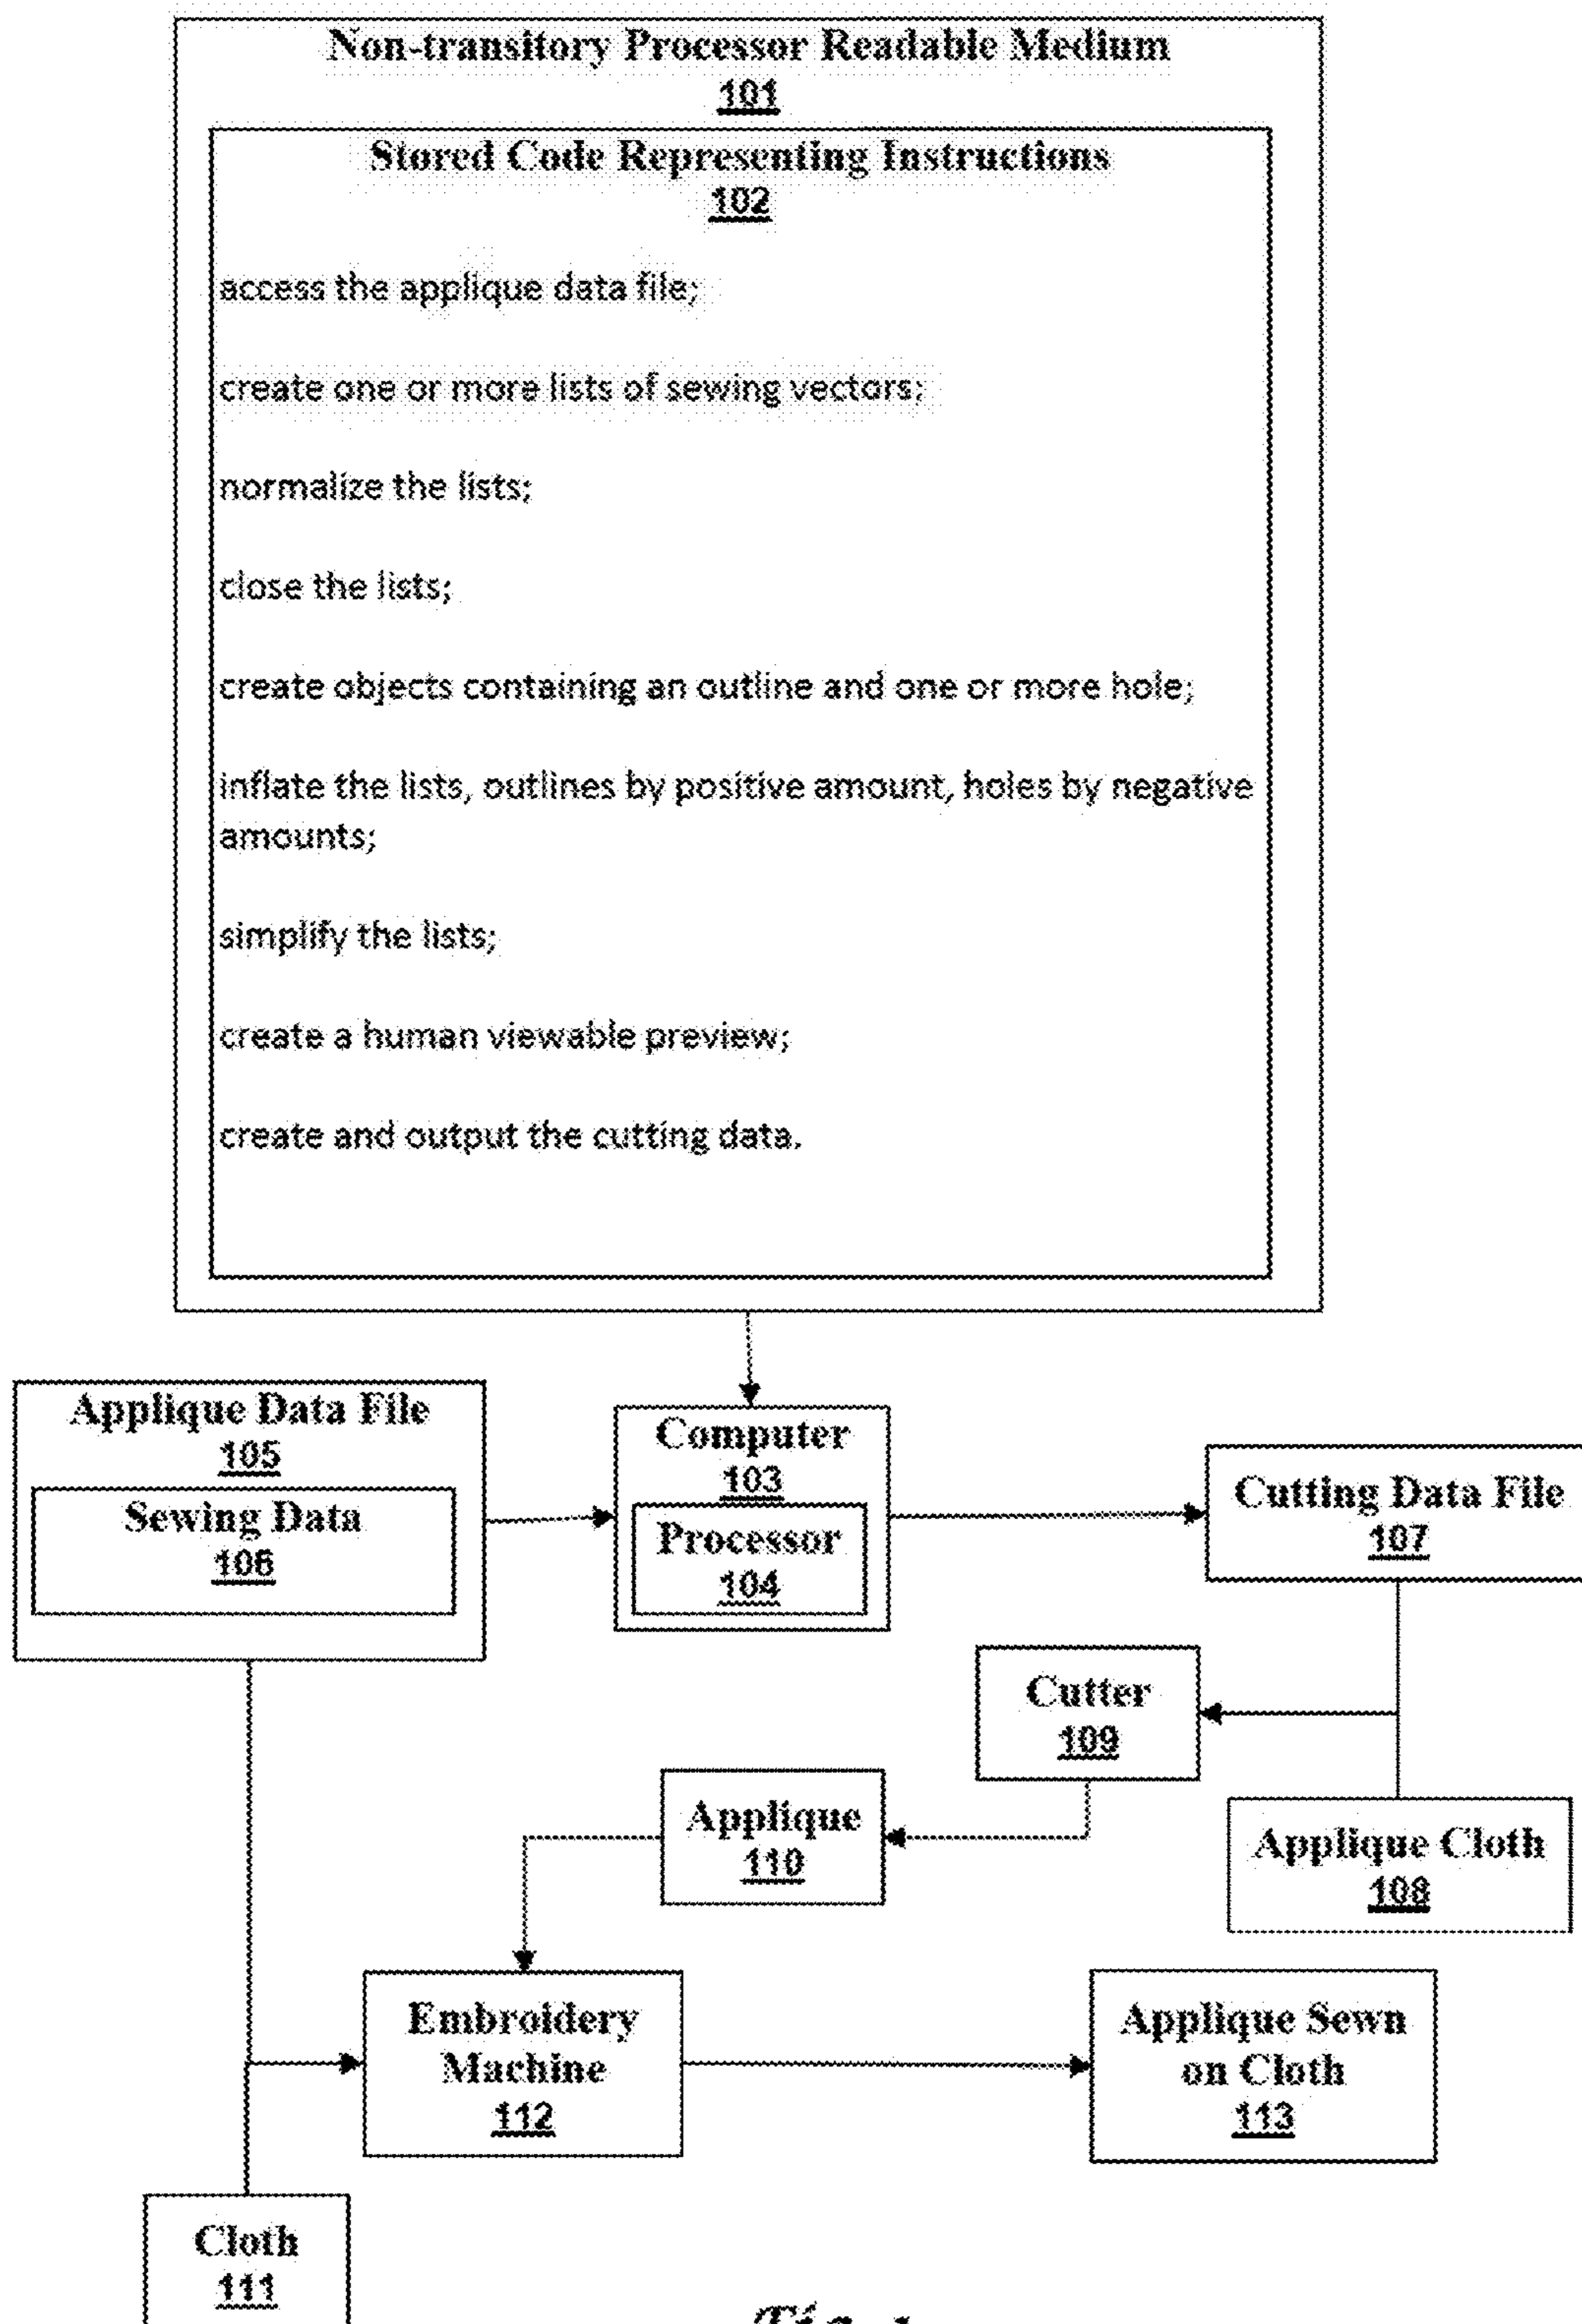 Non-transitory Processor Readable Medium
101
Stored Code Representing Instructions
102
access the applique data file;
create one or more lists of sewing vectors;
normalize the lists;
close the lists;
create objects containing an outline and one or more hole;
inflate the lists, outlines by positive amount, holes by negative
amounts;
simplify the lists;
create a human viewable preview;
create and output the cutting data.
Applique Data File
105
Sewing Data
106
Computer
103
Processor
104
Cutting Data File
107
Cutter
109
Applique
110
Applique Cloth
108
Embroidery
Machine
112
Applique Sewn
on Cloth
113
Cloth
111